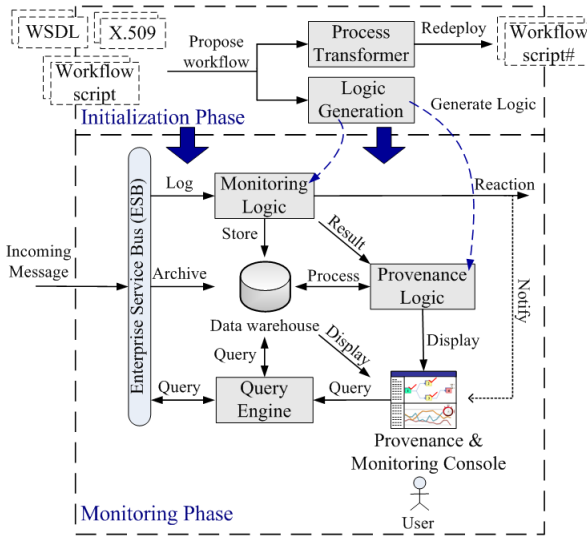 WSDL
X.509
Workflow
script
Propose
workflow
Process
Transformer
Redeploy
Workflow
script#
Logic
Generation
Generate Logic
Initialization Phase
Enterprise Service Bus (ESB)
Log
Monitoring
Logic
Reaction
Store
Result
Incoming
Message
Archive
Process
Provenance
Logic
Notify
Data warehouse
Display
Display
Query
Query
Query
Engine
Query
Provenance &
Monitoring Console
User
Monitoring Phase